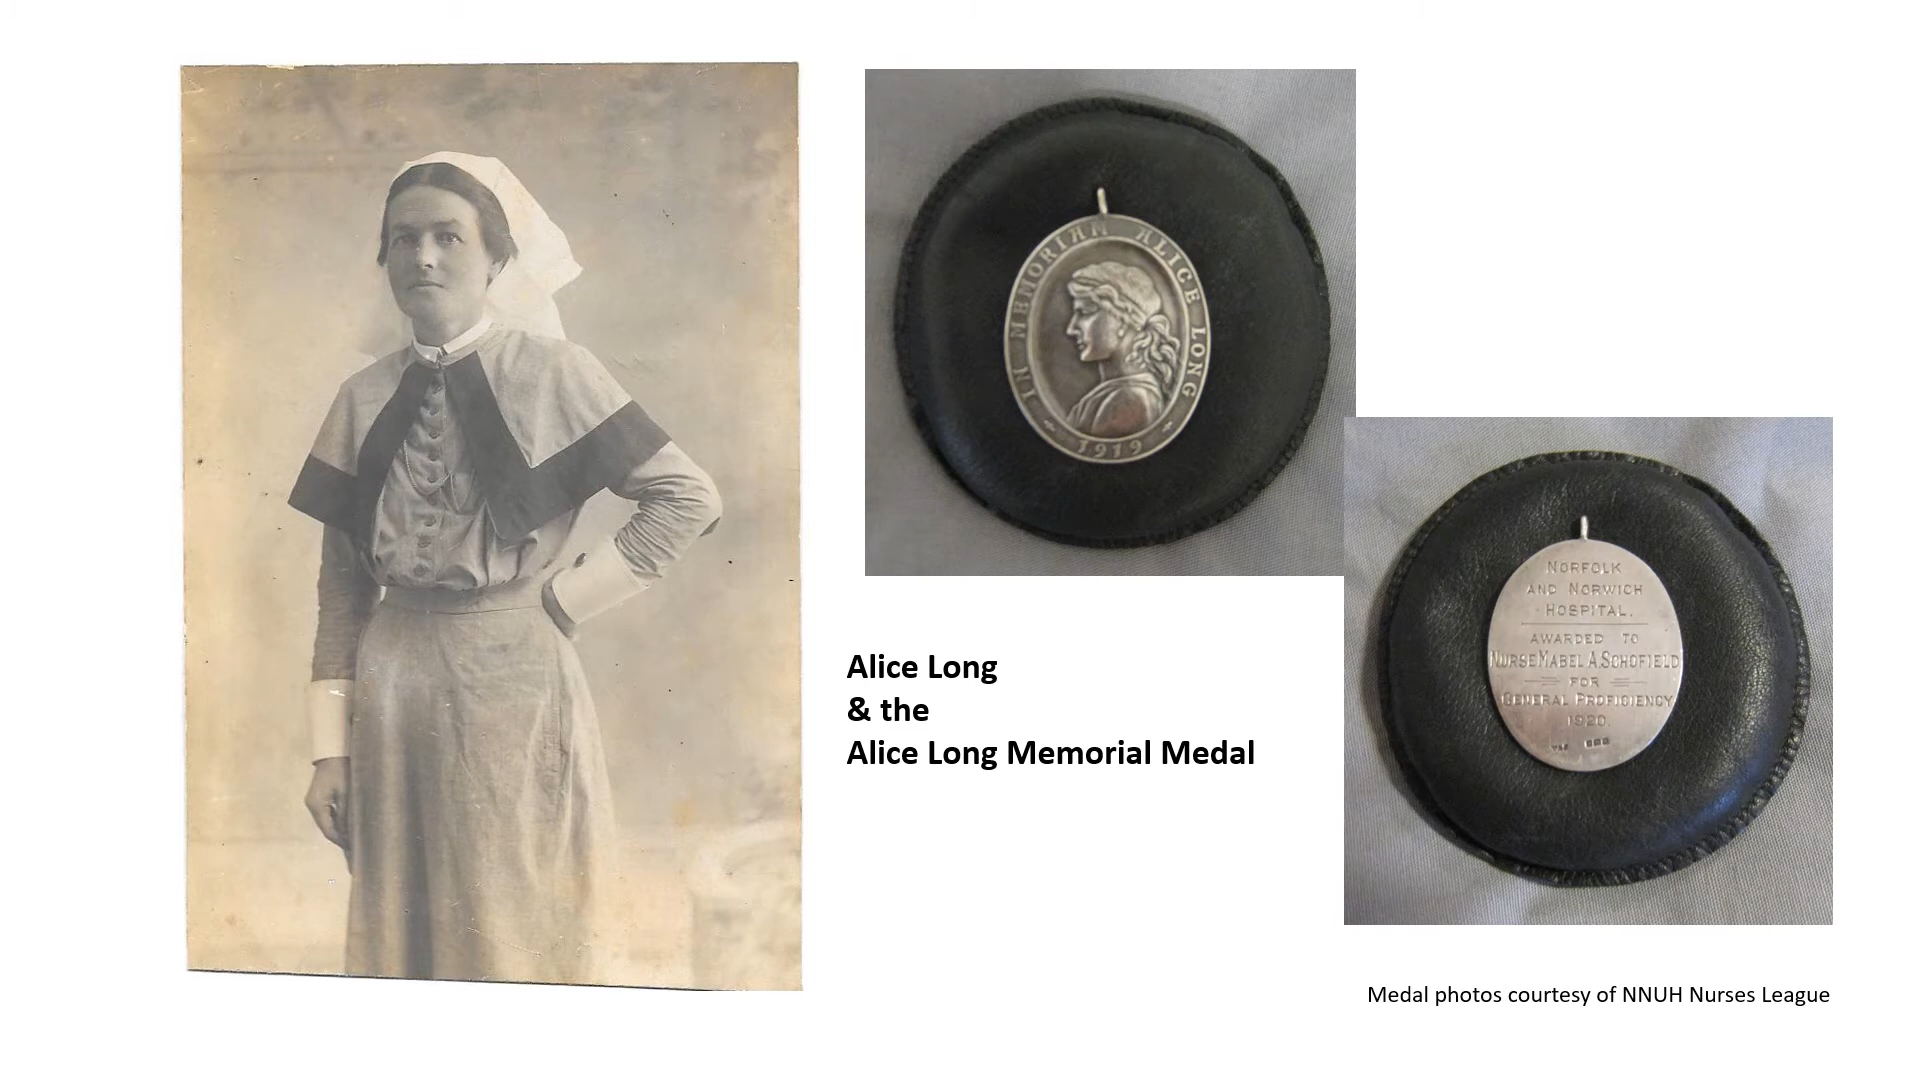 IN MEMORIAM ALICE LONG
1919
NORFOLK
AND NORWICH
HOSPITAL.
AWARDED TO
NURSE MABEL A. SCHOFIELD
FOR
GENERAL PROFICIENCY
1920.
Alice Long
& the
Alice Long Memorial Medal
Medal photos courtesy of NNUH Nurses League